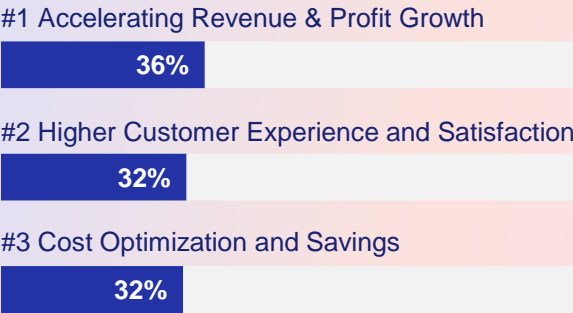 #1 Accelerating Revenue & Profit Growth
36%
#2 Higher Customer Experience and Satisfaction
32%
#3 Cost Optimization and Savings
32%